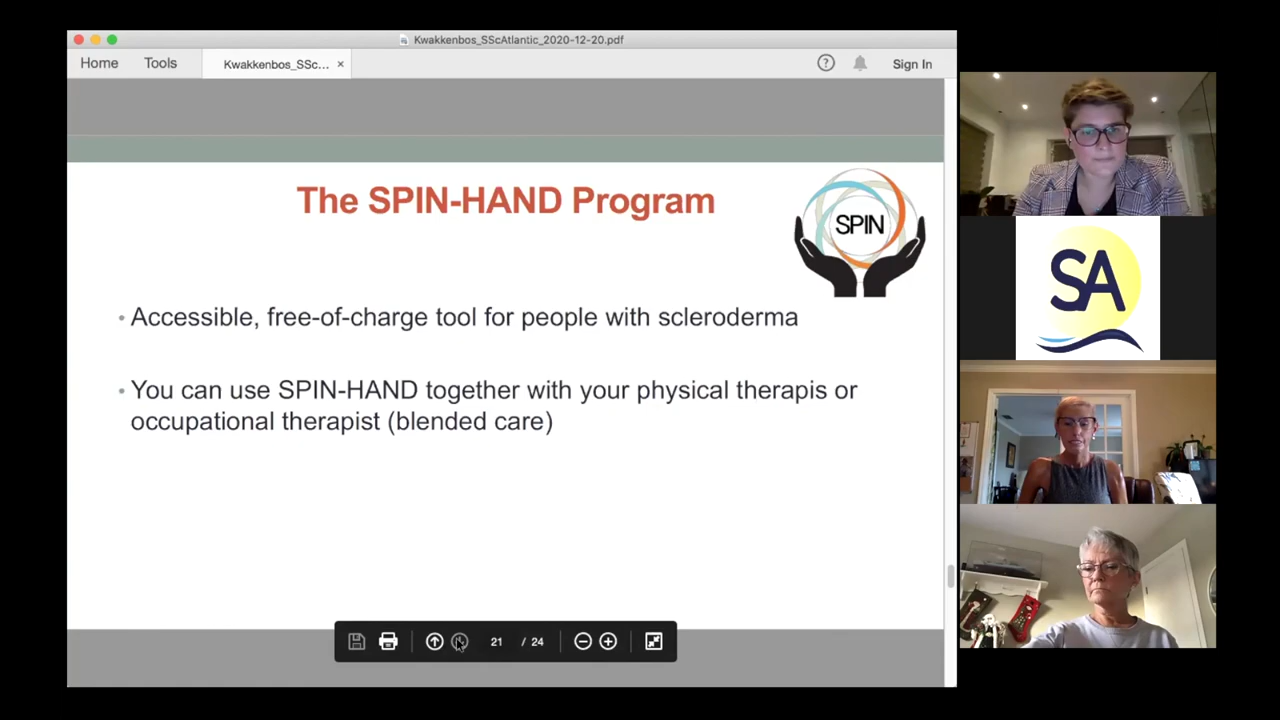 Kwakkenbos_SScAtlantic_2020-12-20.pdf
Home Tools Kwakkenbos_SSc... × ? Sign In
The SPIN-HAND Program
SPIN
• Accessible, free-of-charge tool for people with scleroderma
• You can use SPIN-HAND together with your physical therapis or
occupational therapist (blended care)
21 / 24
SA